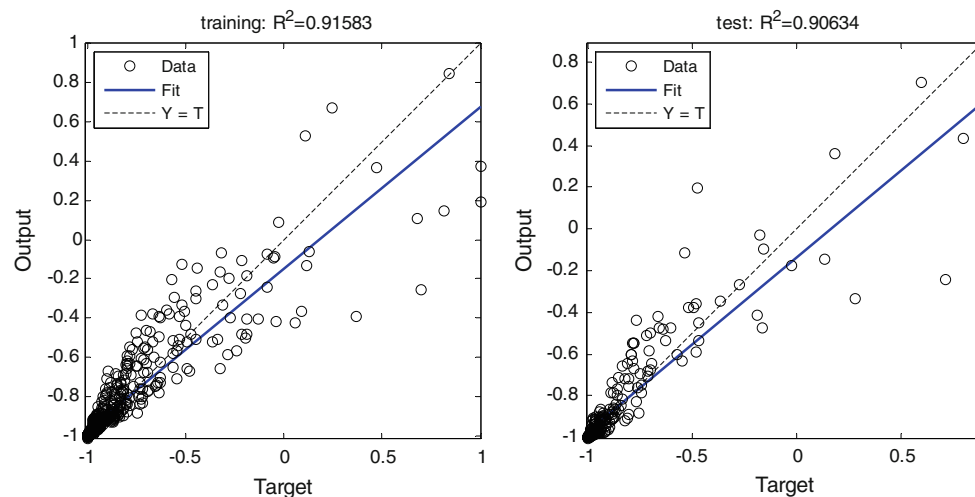 training: R²=0.91583
1
0.8
0.6
0.4
0.2
0
-0.2
-0.4
-0.6
-0.8
-1
Output
Data
Fit
Y = T
-1
-0.5
0
0.5
1
Target
test: R²=0.90634
0.8
0.6
0.4
0.2
0
-0.2
-0.4
-0.6
-0.8
-1
Output
Data
Fit
Y = T
-1
-0.5
0
0.5
Target